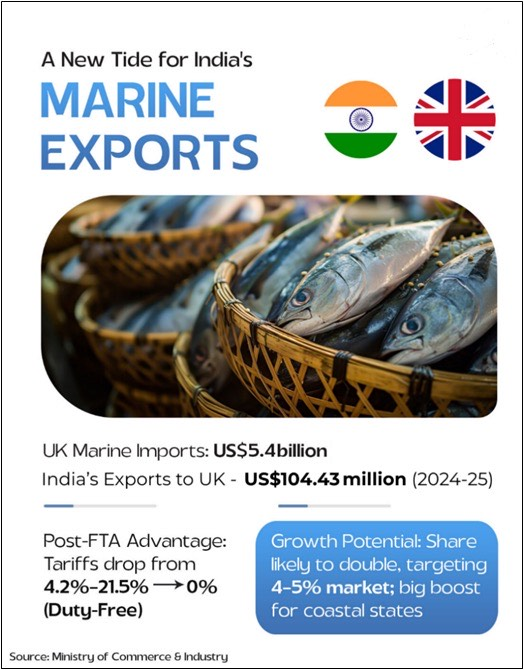 A New Tide for India's
MARINE
EXPORTS
UK Marine Imports: US$5.4billion
India's Exports to UK - US$104.43 million (2024-25)
Post-FTA Advantage:
Tariffs drop from
4.2%–21.5% → 0%
(Duty-Free)
Growth Potential: Share
likely to double, targeting
4-5% market; big boost
for coastal states
Source: Ministry of Commerce & Industry